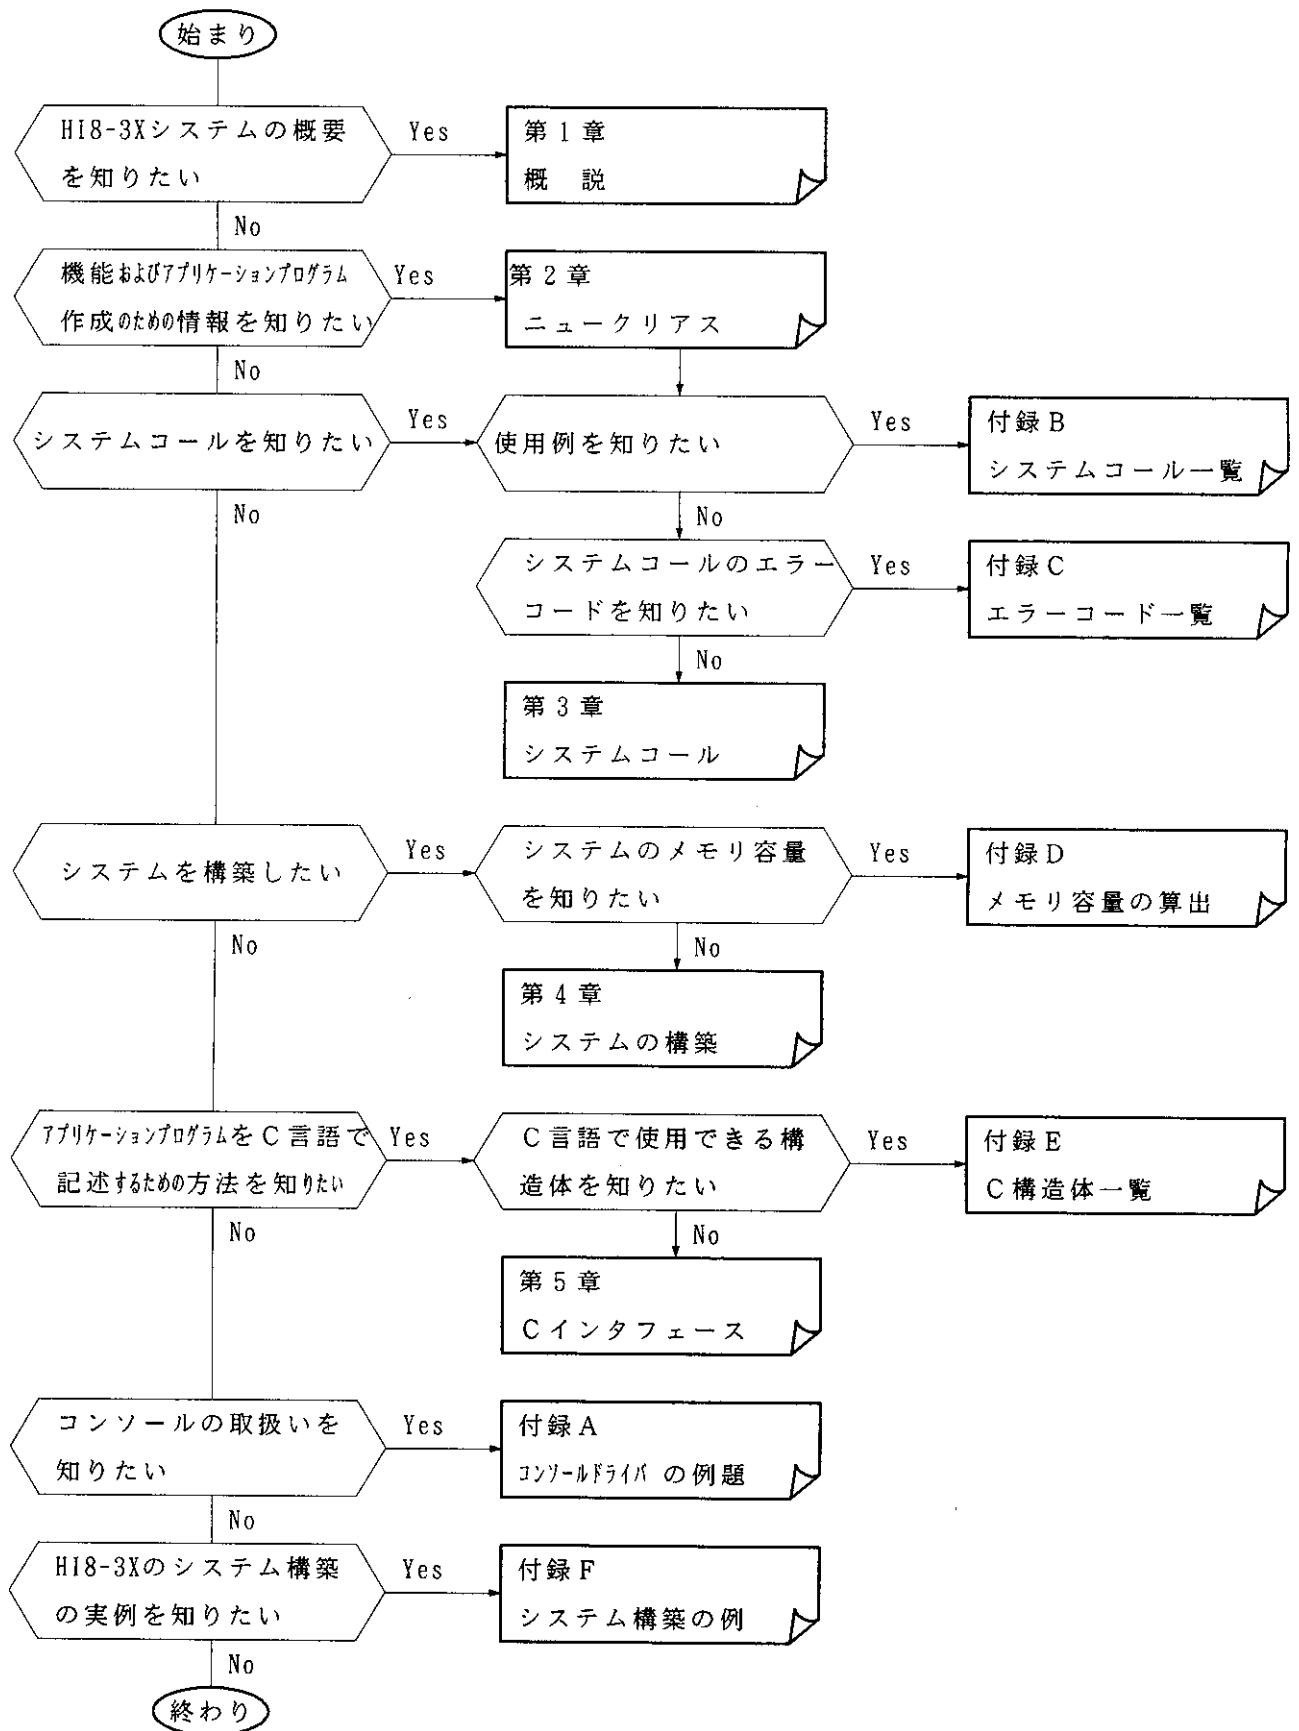 始まり
HI8-3Xシステムの概要
を知りたい
Yes
第1章
概 説
No
機能およびアプリケーションプログラム
作成のための情報を知りたい
Yes
第2章
ニュークリアス
No
システムコールを知りたい
Yes
使用例を知りたい
Yes
付録B
システムコール一覧
No
No
システムコールのエラー
コードを知りたい
Yes
付録C
エラーコード一覧
No
第3章
システムコール
システムを構築したい
Yes
システムのメモリ容量
を知りたい
Yes
付録D
メモリ容量の算出
No
No
第4章
システムの構築
アプリケーションプログラムをC言語で
記述するための方法を知りたい
Yes
C言語で使用できる構
造体を知りたい
Yes
付録E
C構造体一覧
No
No
第5章
Cインタフェース
コンソールの取扱いを
知りたい
Yes
付録A
コンソールドライバの例題
No
HI8-3Xのシステム構築
の実例を知りたい
Yes
付録F
システム構築の例
No
終わり